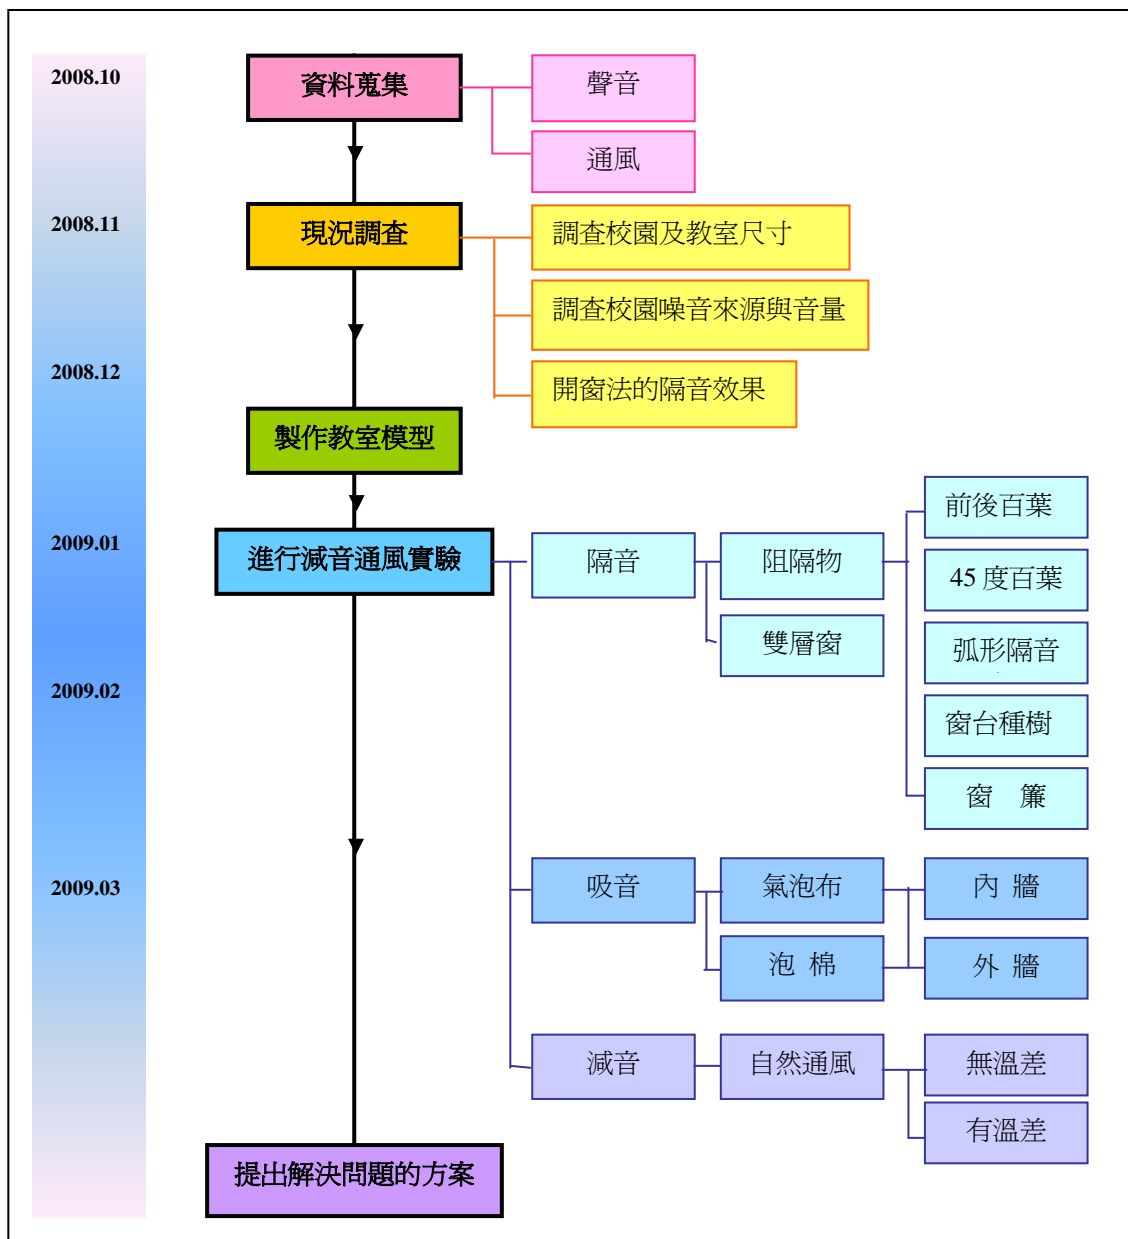 2008.10
資料蒐集
聲音
通風
2008.11
現況調查
調查校園及教室尺寸
調查校園噪音來源與音量
2008.12
開窗法的隔音效果
製作教室模型
2009.01
進行減音通風實驗
隔音
阻隔物
前後百葉
45 度百葉
雙層窗
弧形隔音
2009.02
窗台種樹
窗 簾
2009.03
吸音
氣泡布
內 牆
泡 棉
外 牆
減音
自然通風
無溫差
有溫差
提出解決問題的方案